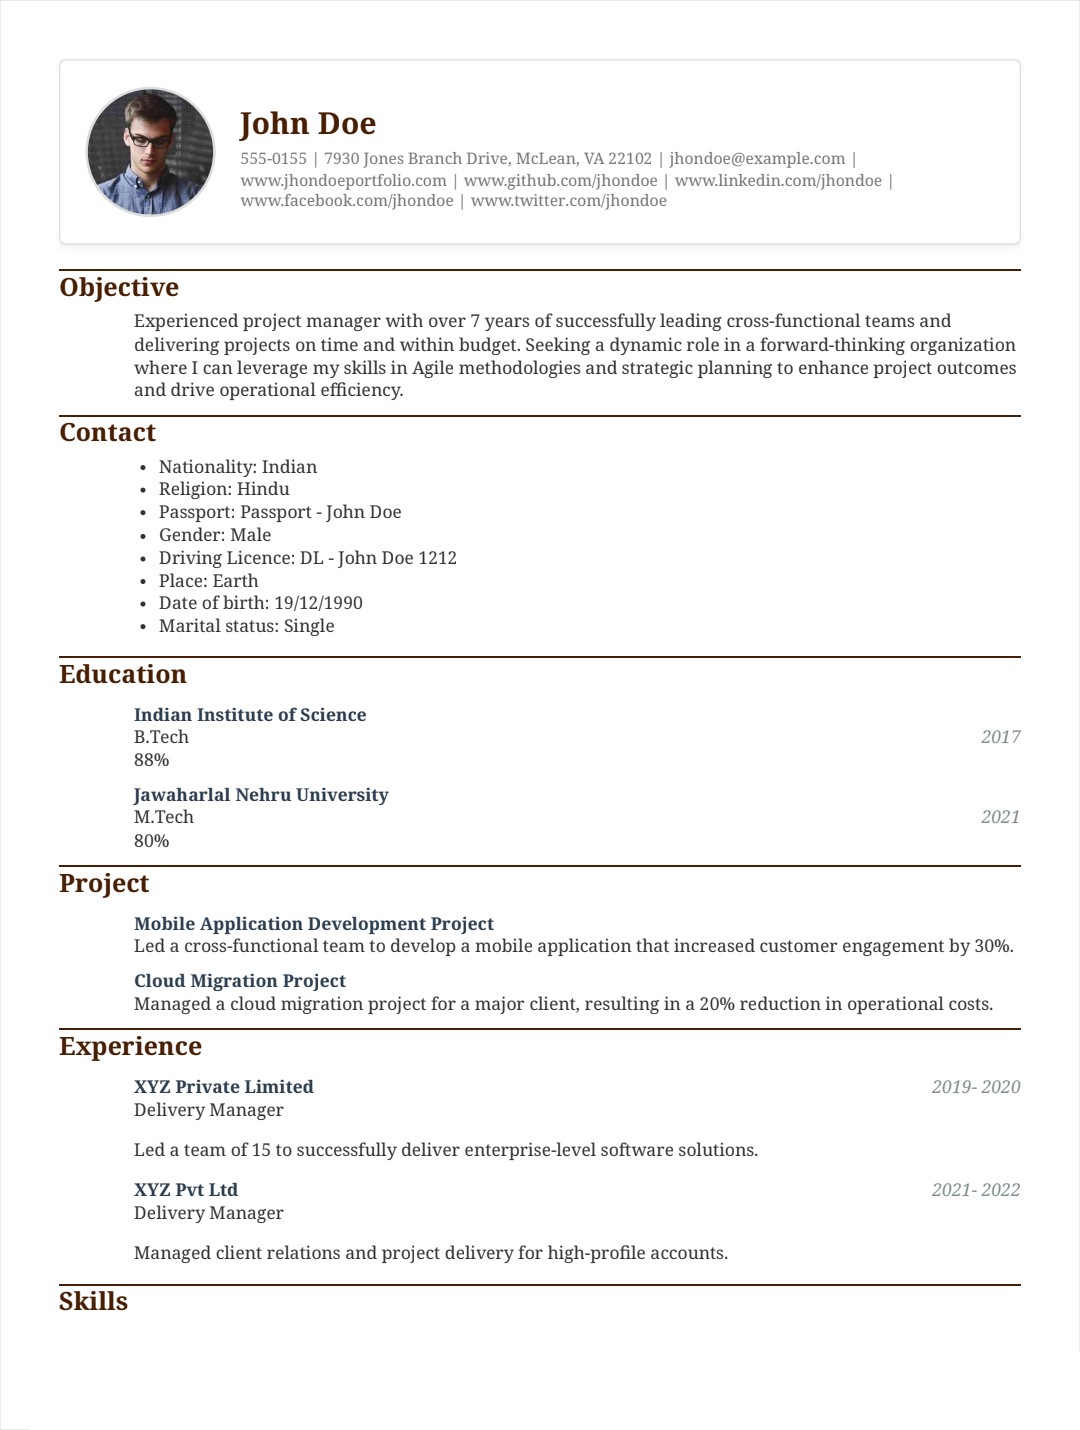 John Doe
555-0155 | 7930 Jones Branch Drive, McLean, VA 22102 | jhondoe@example.com |
www.jhondoeportfolio.com | www.github.com/jhondoe | www.linkedin.com/jhondoe |
www.facebook.com/jhondoe | www.twitter.com/jhondoe
Objective
Experienced project manager with over 7 years of successfully leading cross-functional teams and
delivering projects on time and within budget. Seeking a dynamic role in a forward-thinking organization
where I can leverage my skills in Agile methodologies and strategic planning to enhance project outcomes
and drive operational efficiency.
Contact
• Nationality: Indian
• Religion: Hindu
• Passport: Passport - John Doe
• Gender: Male
• Driving Licence: DL - John Doe 1212
• Place: Earth
• Date of birth: 19/12/1990
• Marital status: Single
Education
Indian Institute of Science
B.Tech 2017
88%
Jawaharlal Nehru University
M.Tech 2021
80%
Project
Mobile Application Development Project
Led a cross-functional team to develop a mobile application that increased customer engagement by 30%.
Cloud Migration Project
Managed a cloud migration project for a major client, resulting in a 20% reduction in operational costs.
Experience
XYZ Private Limited 2019- 2020
Delivery Manager
Led a team of 15 to successfully deliver enterprise-level software solutions.
XYZ Pvt Ltd 2021- 2022
Delivery Manager
Managed client relations and project delivery for high-profile accounts.
Skills